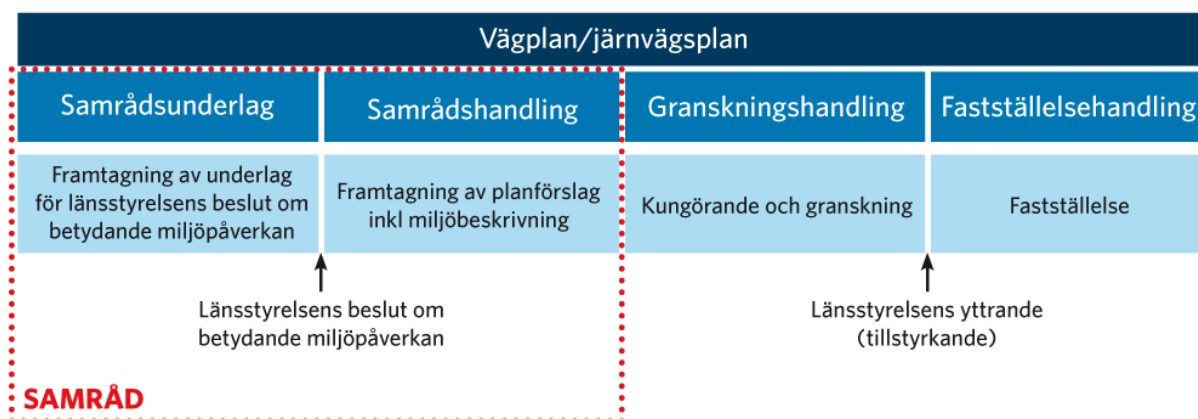 Vägplan/järnvägsplan
Samrådsunderlag
Samrådshandling
Granskningshandling
Fastställelsehandling
Framtagning av underlag
för länsstyrelsens beslut om
betydande miljöpåverkan
Framtagning av planförslag
inkl miljöbeskrivning
Kungörande och granskning
Fastställelse
Länsstyrelsens beslut om
betydande miljöpåverkan
Länsstyrelsens yttrande
(tillstyrkande)
SAMRÅD